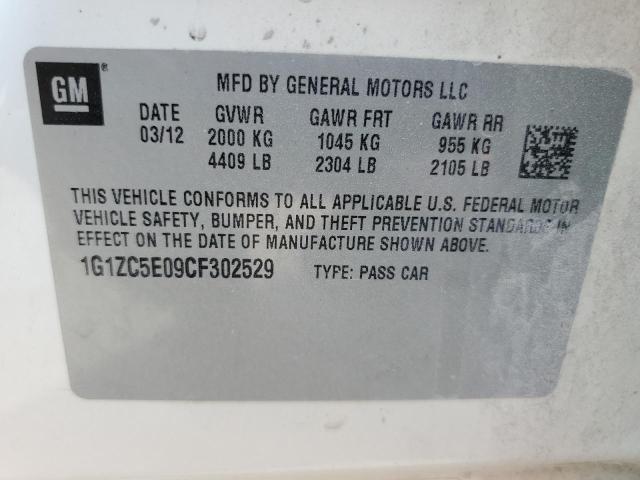 GM®
MFD BY GENERAL MOTORS LLC
DATE GVWR GAWR FRT GAWR RR
03/12 2000 KG 1045 KG 955 KG
4409 LB 2304 LB 2105 LB
THIS VEHICLE CONFORMS TO ALL APPLICABLE U.S. FEDERAL MOTOR
VEHICLE SAFETY, BUMPER, AND THEFT PREVENTION STANDARDS IN
EFFECT ON THE DATE OF MANUFACTURE SHOWN ABOVE.
1G1ZC5E09CF302529 TYPE: PASS CAR